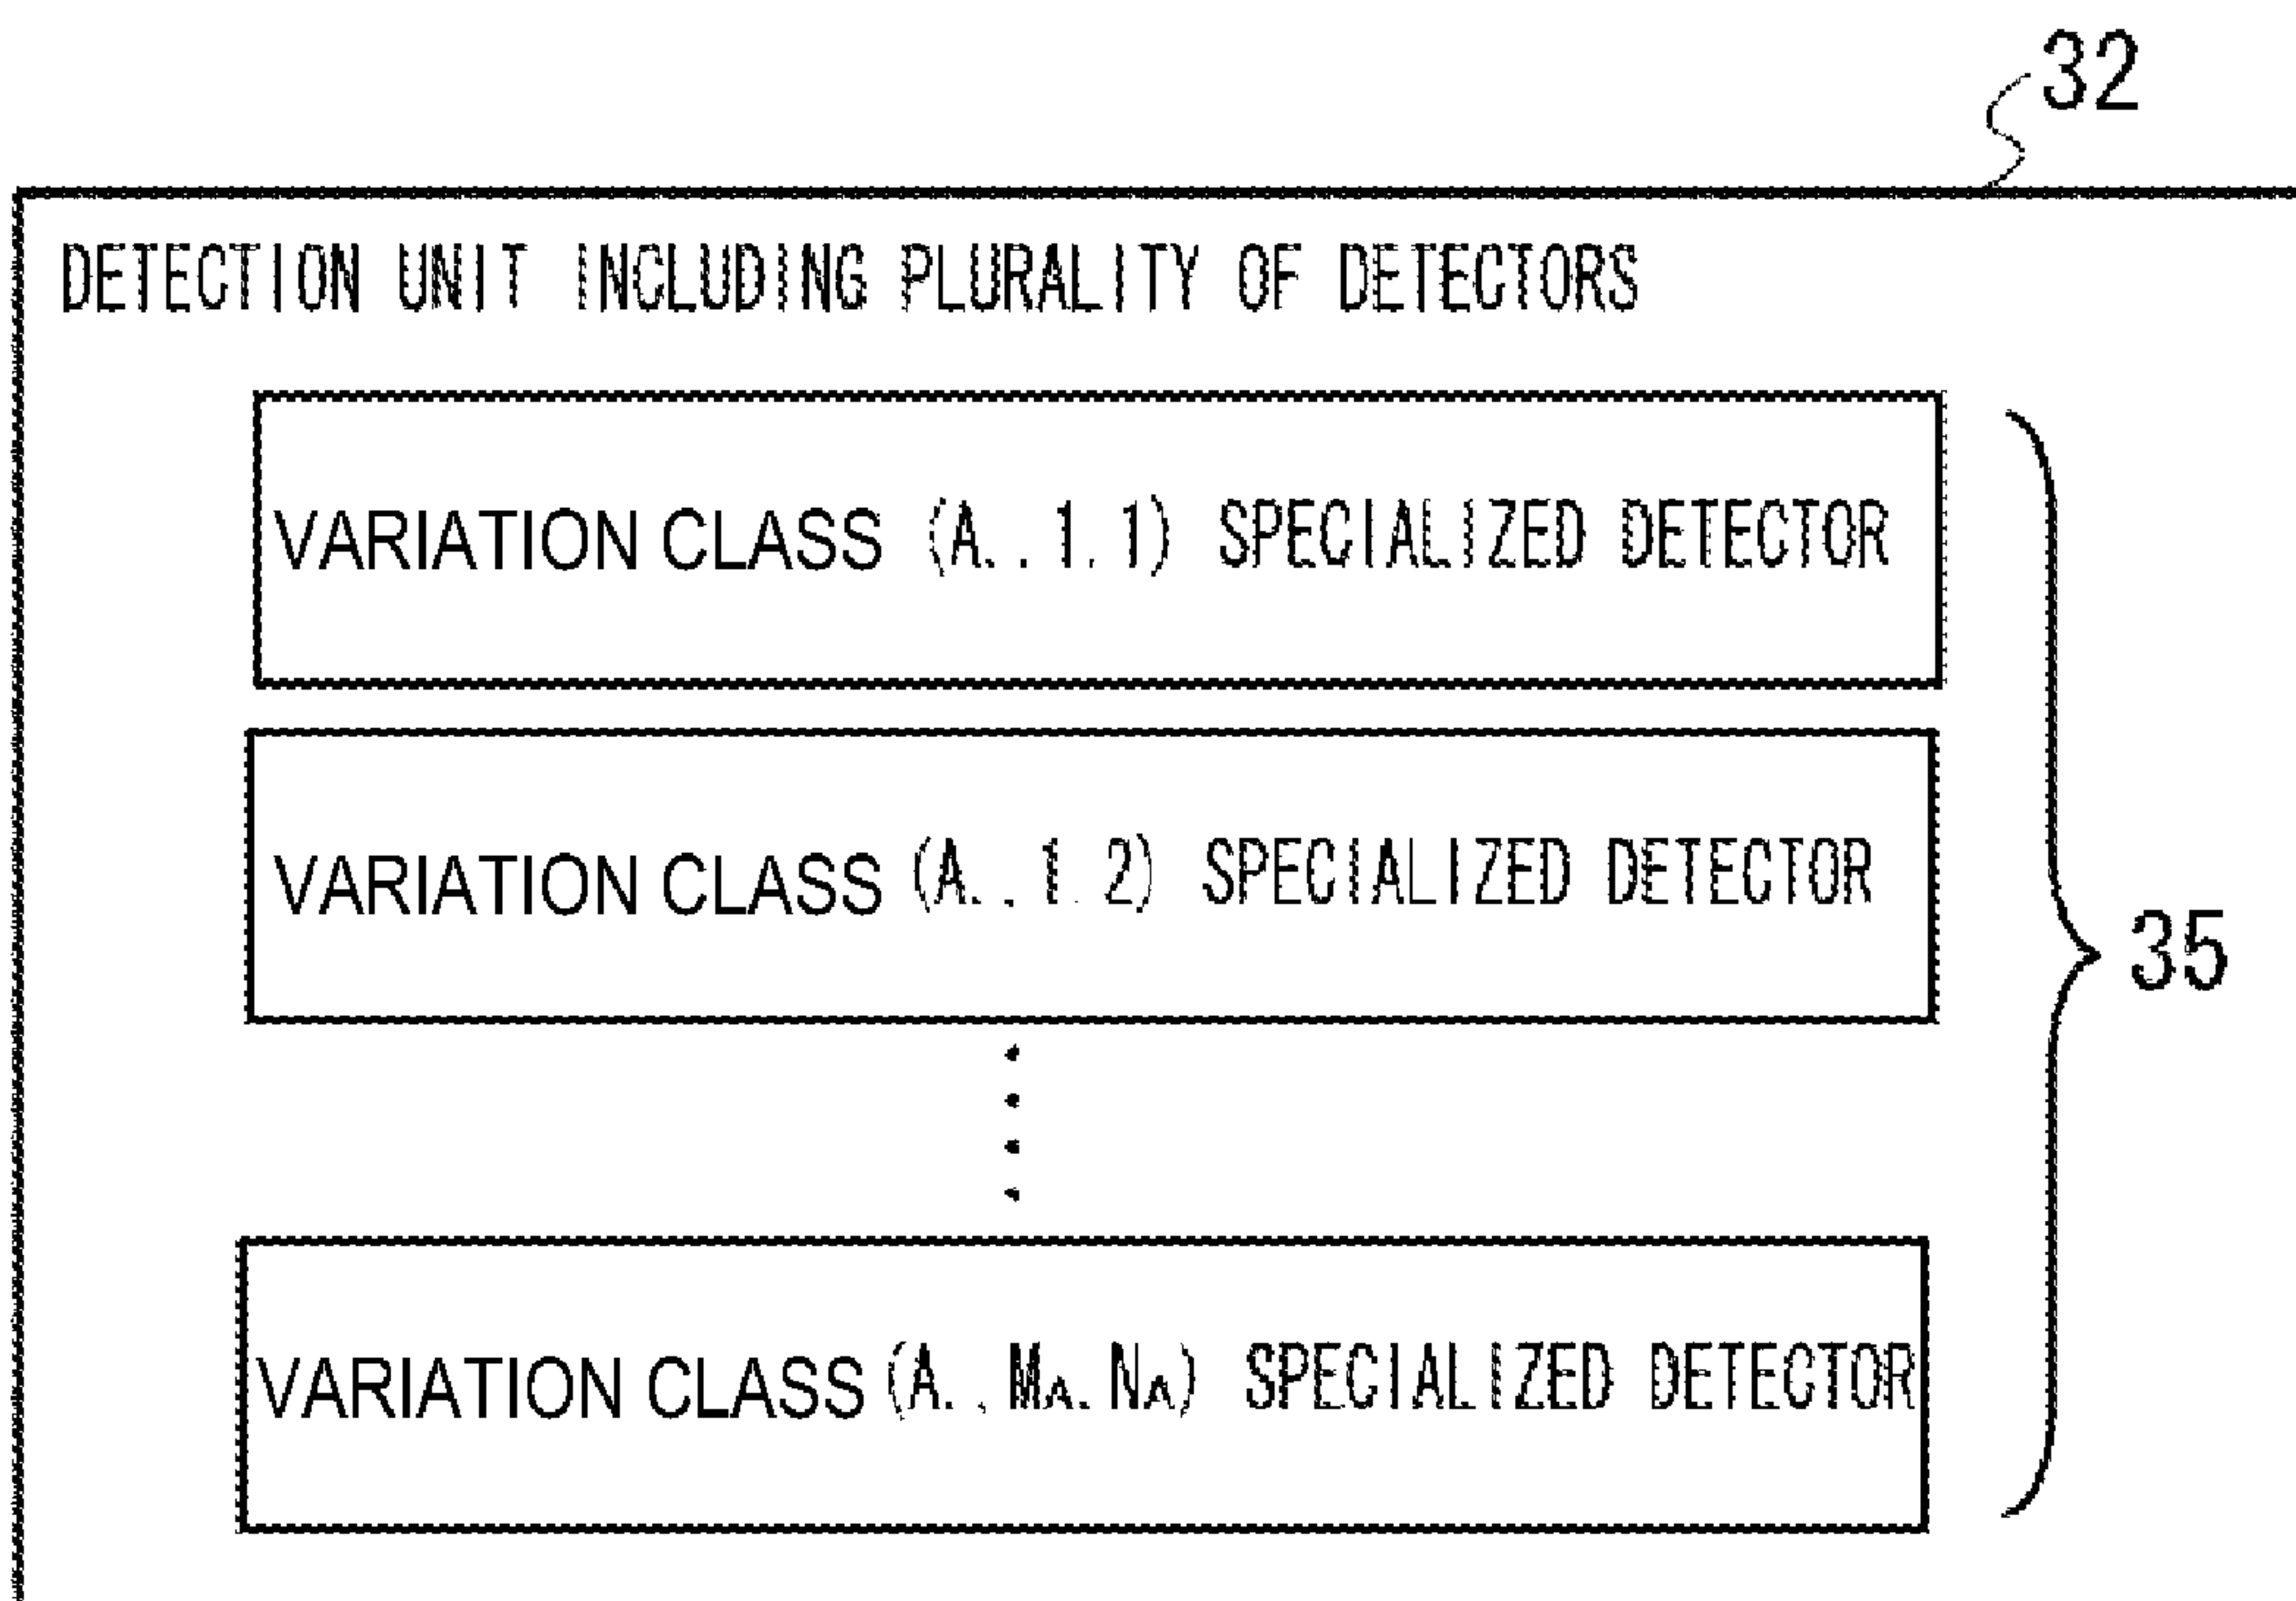 32
DETECTION UNIT INCLUDING PLURALITY OF DETECTORS
VARIATION CLASS (A..1.1) SPECIALIZED DETECTOR
VARIATION CLASS (A..1.2) SPECIALIZED DETECTOR
35
VARIATION CLASS (A..MA.NA) SPECIALIZED DETECTOR